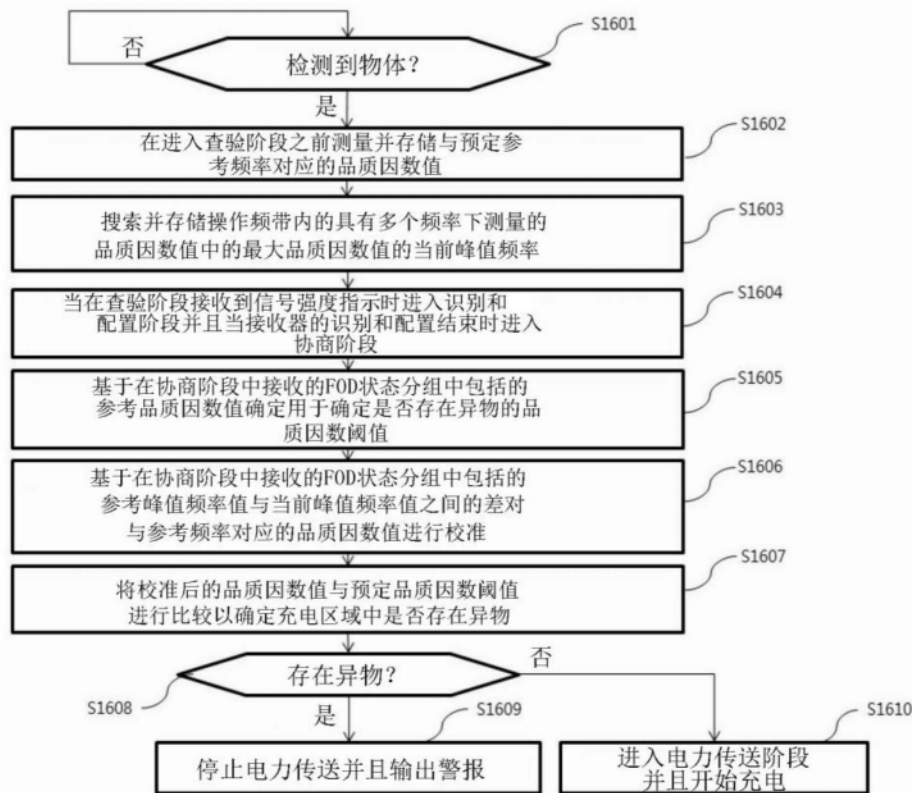 S1601
否
检测到物体?
是
S1602
在进入查验阶段之前测量并存储与预定参
考频率对应的品质因数值
S1603
搜索并存储操作频带内的具有多个频率下测量的
品质因数值中的最大品质因数值的当前峰值频率
S1604
当在查验阶段接收到信号强度指示时进入识别和
配置阶段并且当接收器的识别和配置结束时进入
协商阶段
S1605
基于在协商阶段中接收的FOD状态分组中包括的
参考品质因数值确定用于确定是否存在异物的品
质因数阈值
S1606
基于在协商阶段中接收的FOD状态分组中包括的
参考峰值频率值与当前峰值频率值之间的差对
与参考频率对应的品质因数值进行校准
S1607
将校准后的品质因数值与预定品质因数阈值
进行比较以确定充电区域中是否存在异物
存在异物?
否
S1608
是
S1609
S1610
停止电力传送并且输出警报
进入电力传送阶段
并且开始充电